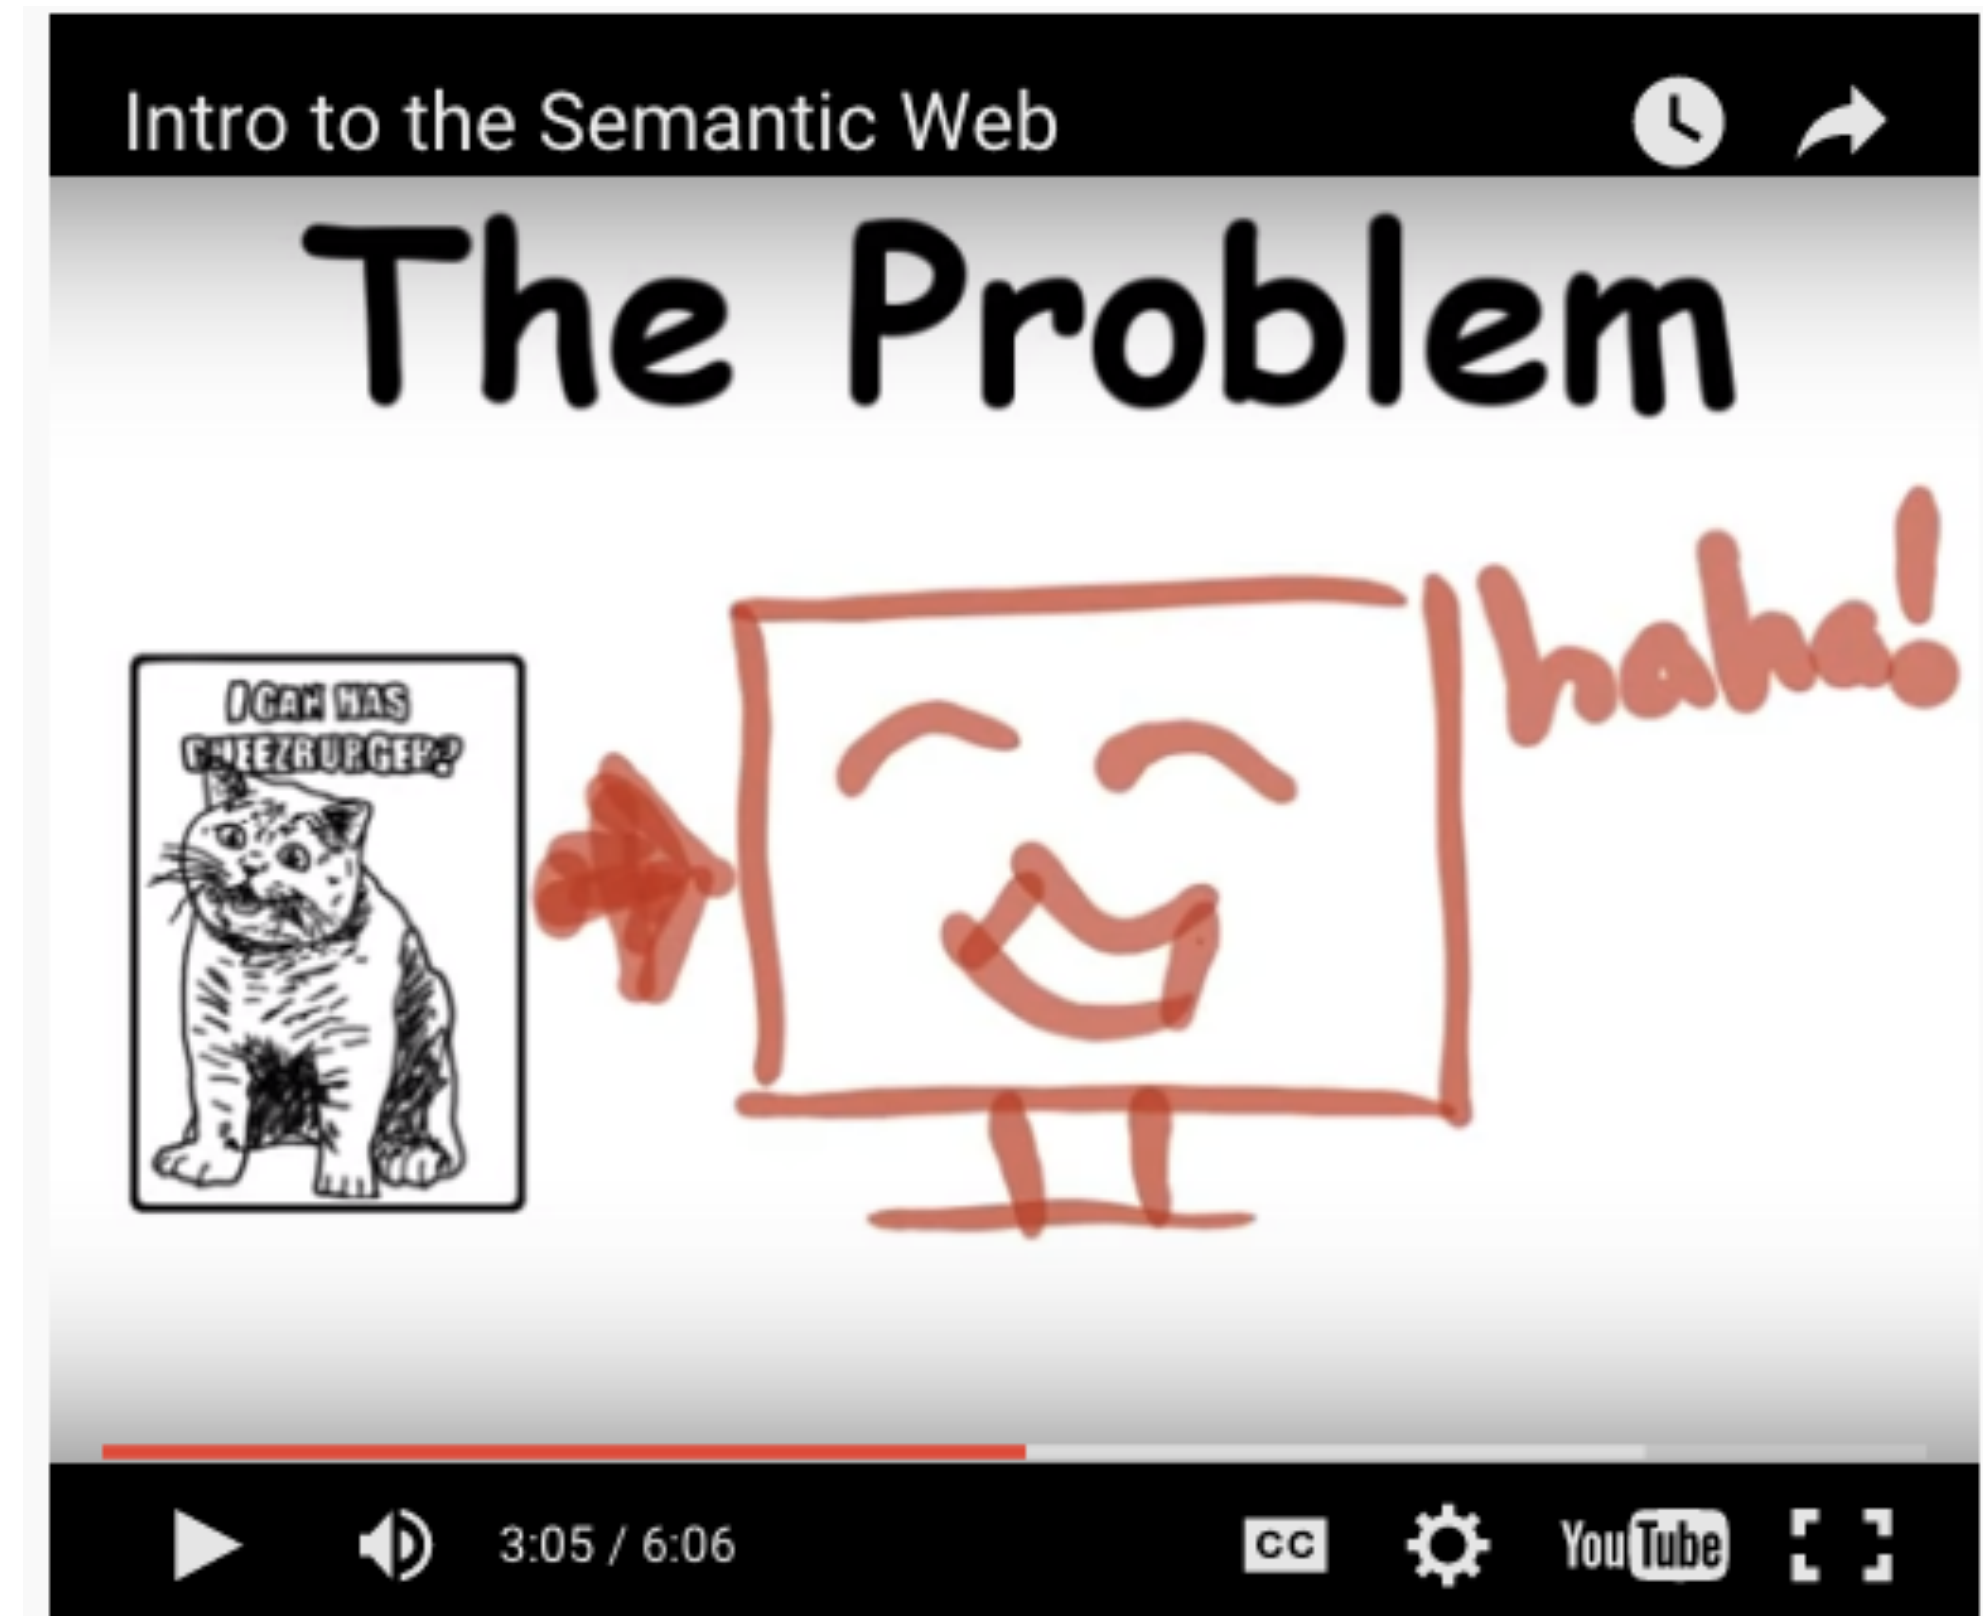 Intro to the Semantic Web
The Problem
haha!
I CAN HAS
CHEEZBURGER?
3:05 / 6:06
CC
YouTube